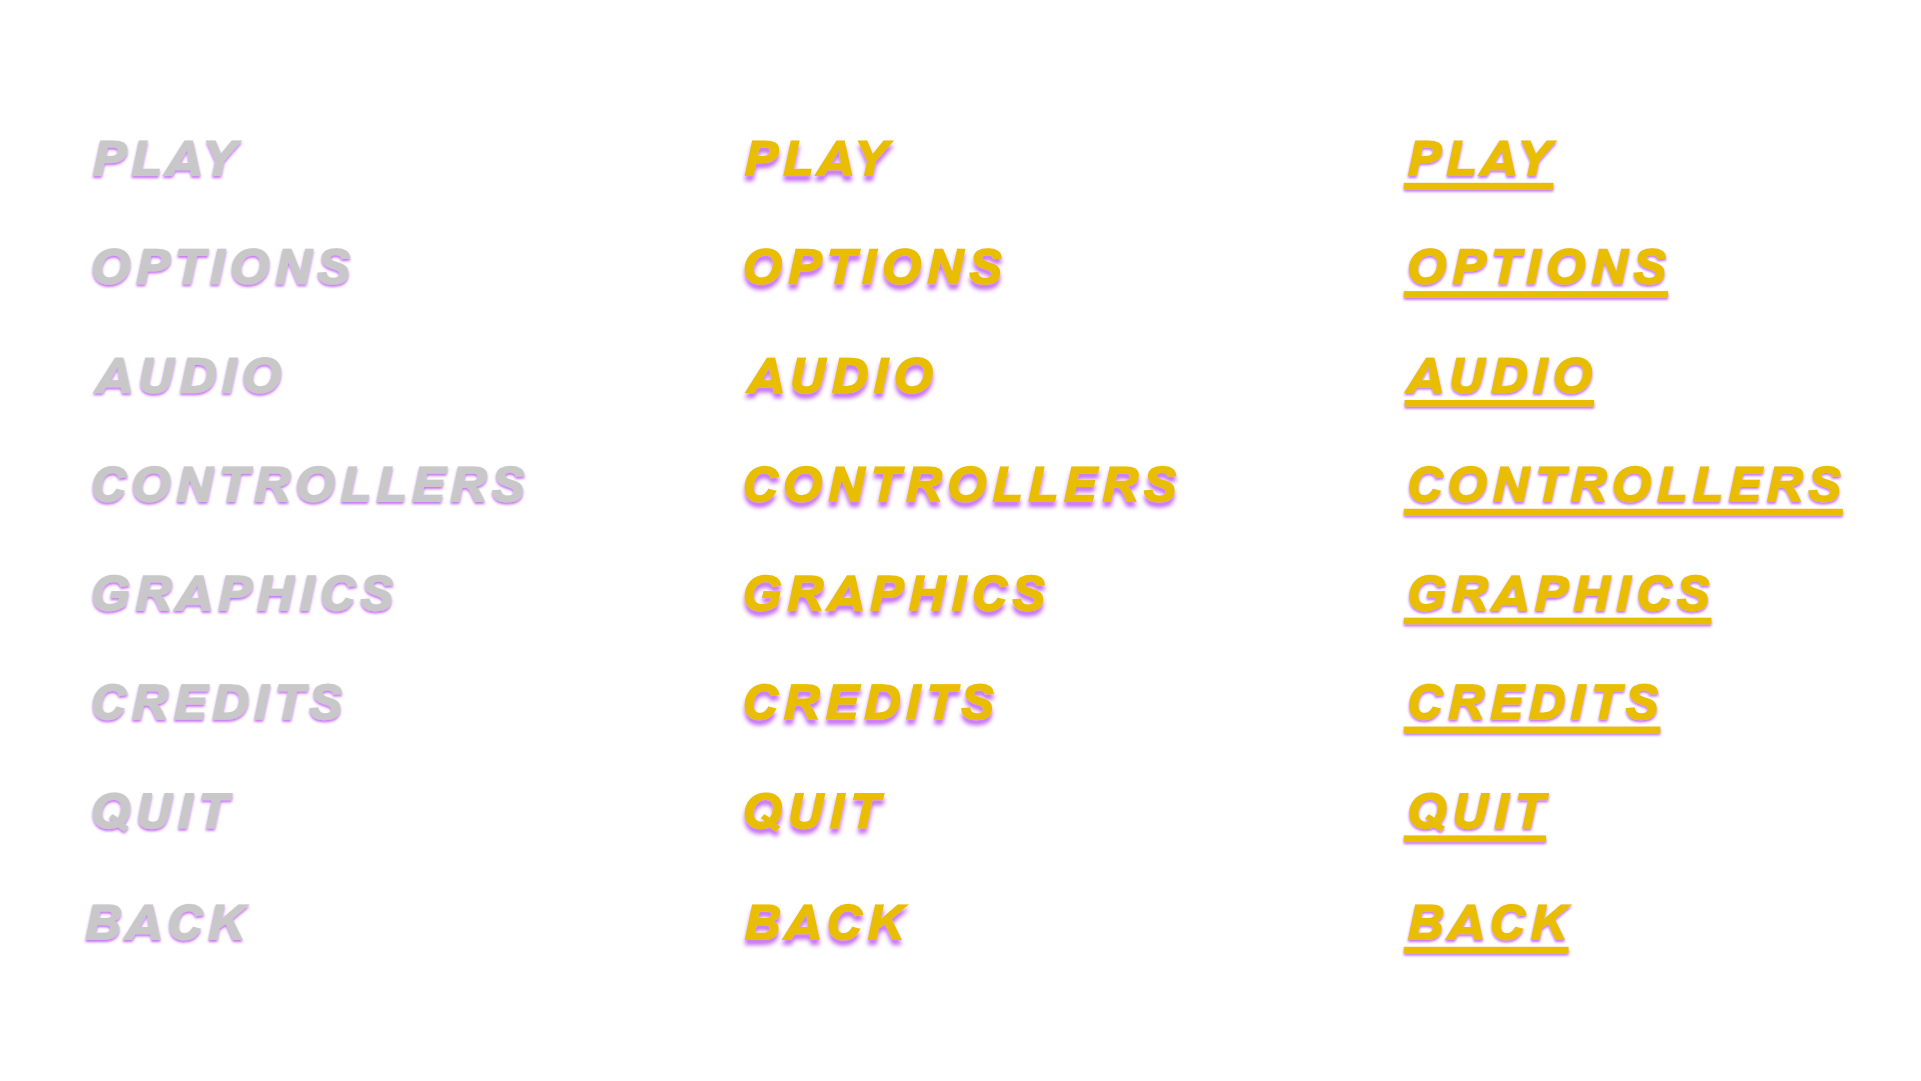 PLAY PLAY PLAY
OPTIONS OPTIONS OPTIONS
AUDIO AUDIO AUDIO
CONTROLLERS CONTROLLERS CONTROLLERS
GRAPHICS GRAPHICS GRAPHICS
CREDITS CREDITS CREDITS
QUIT QUIT QUIT
BACK BACK BACK